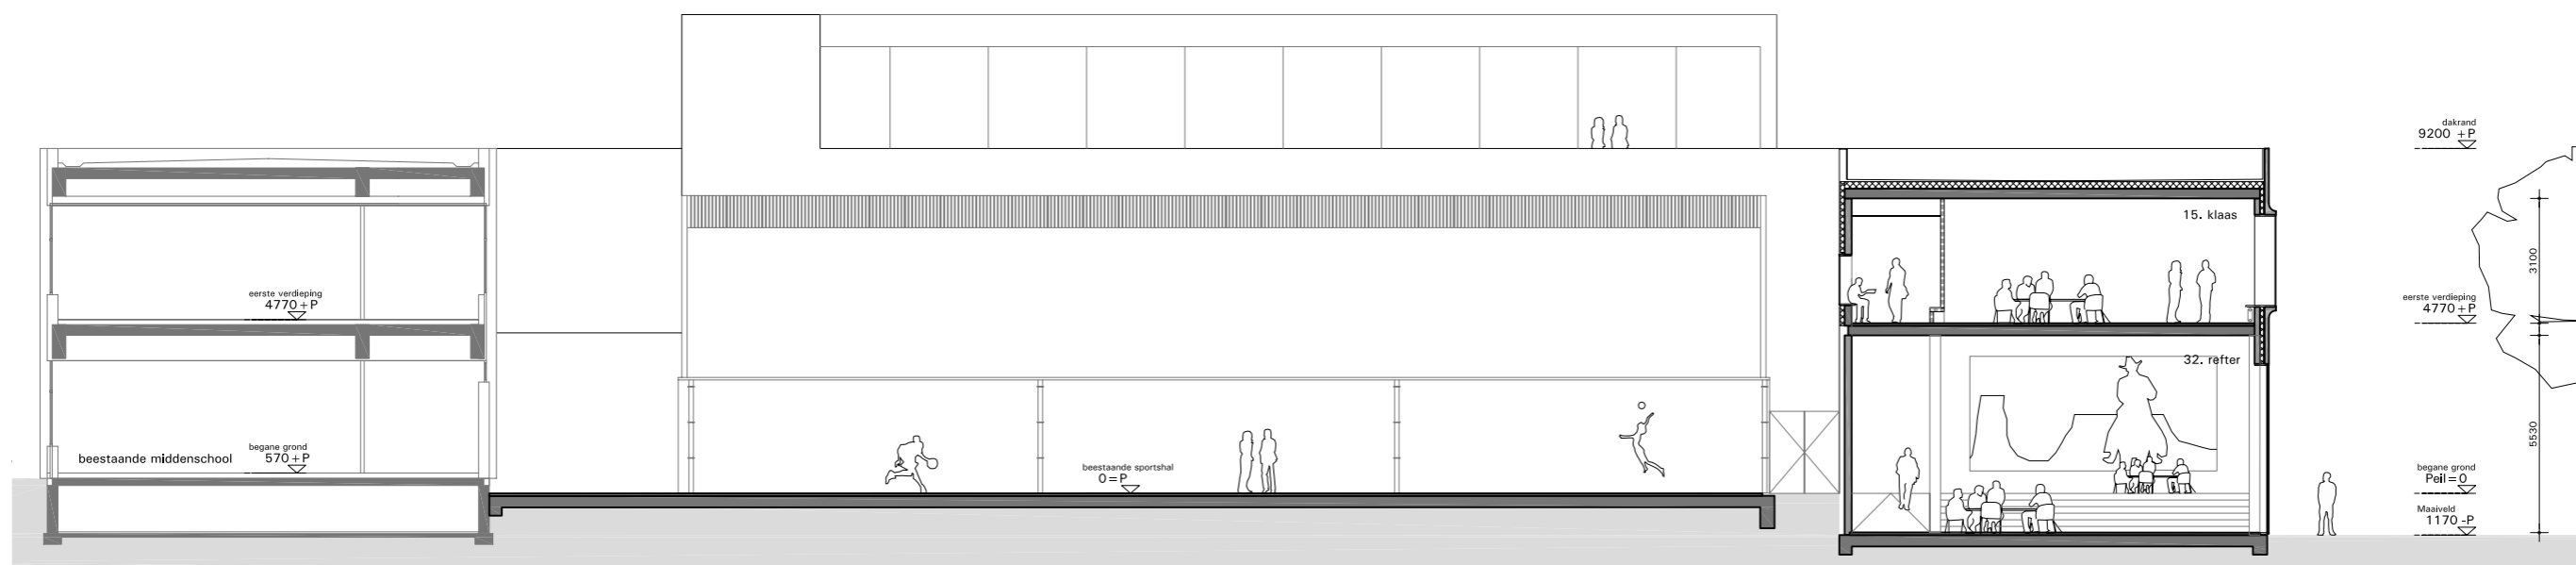 dakrand
9200 +P
15. klaas
3100
eerste verdieping
4770+P
eerste verdieping
4770+P
32. refter
5530
beestaande middenschool
begane grond
570+P
beestaande sportshal
0=P
begane grond
Peil=0
Maaiveld
1170 -P